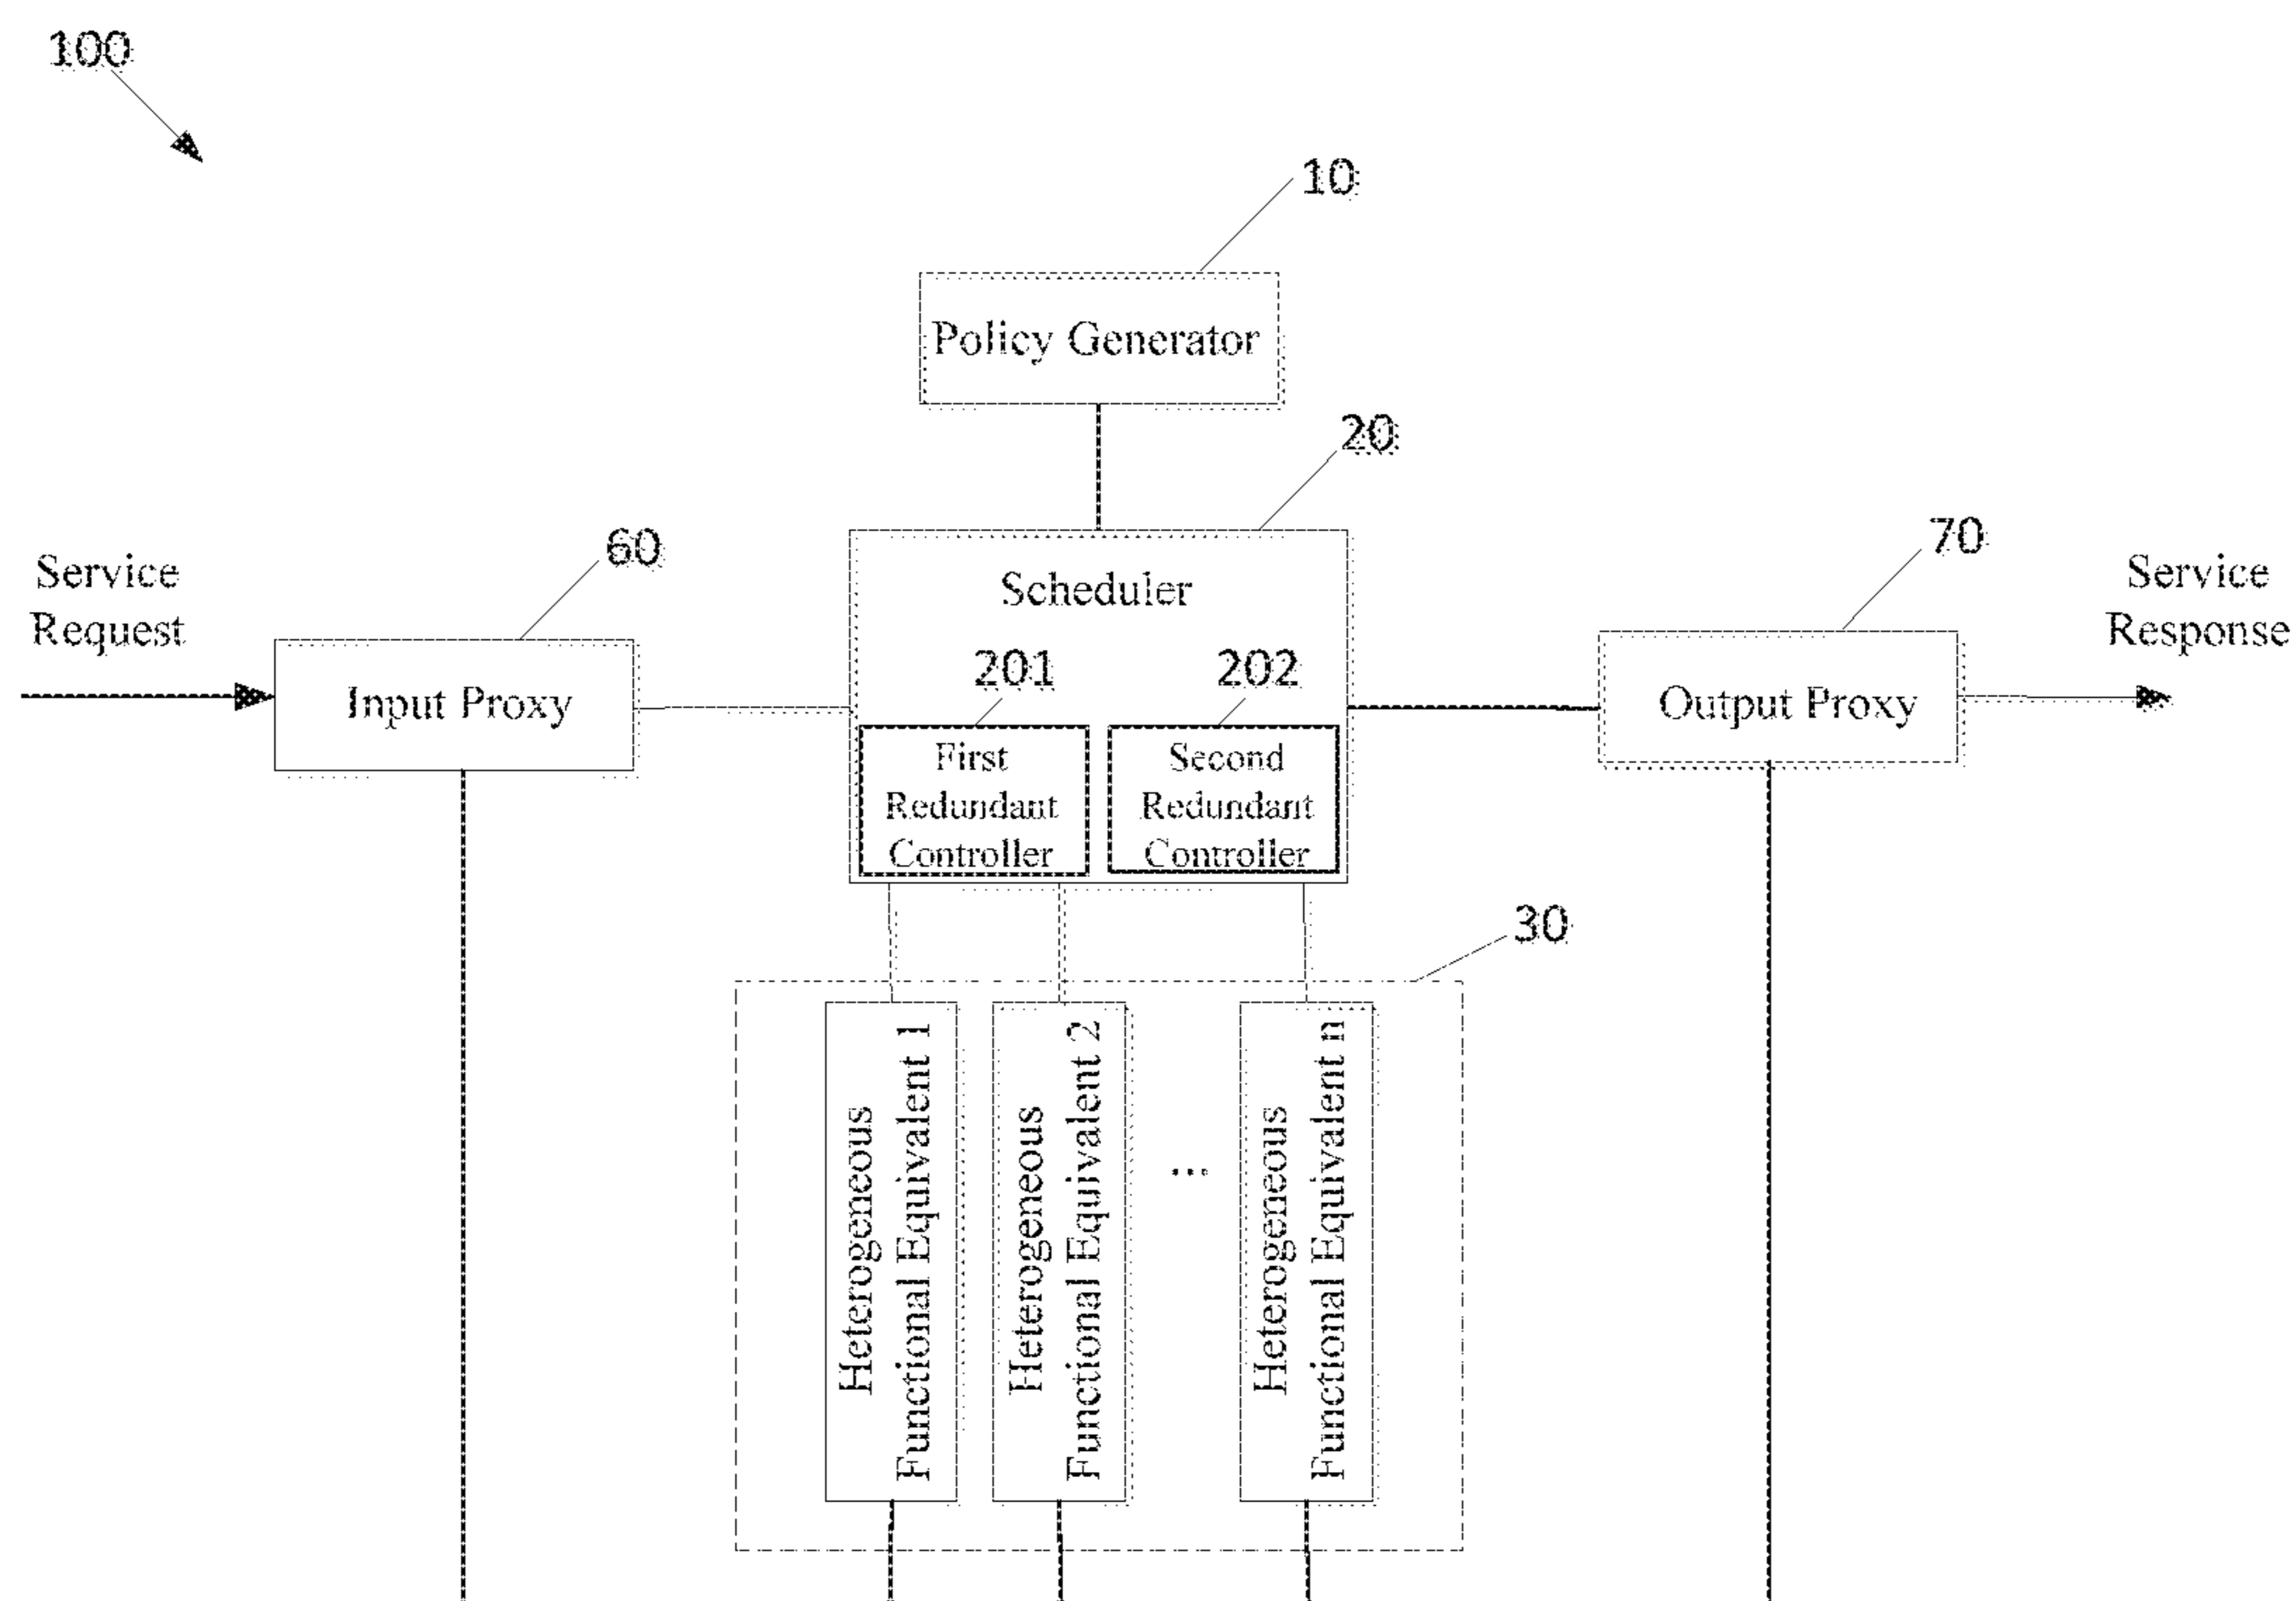 100
10
Policy Generator
20
60
70
Service
Request
Scheduler
Service
Response
201
202
Input Proxy
Output Proxy
First
Redundant
Controller
Second
Redundant
Controller
30
Heterogeneous
Functional Equivalent 1
Heterogeneous
Functional Equivalent 2
...
Heterogeneous
Functional Equivalent n